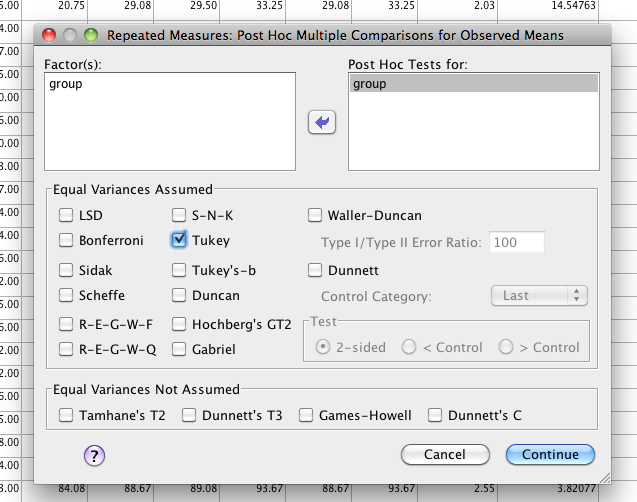 5.00 20.75 29.08 29.50 33.25 29.08 33.25 2.03 14.54763
Repeated Measures: Post Hoc Multiple Comparisons for Observed Means
Factor(s): Post Hoc Tests for:
group group
Equal Variances Assumed
LSD S-N-K Waller-Duncan
Bonferroni Tukey Type I/Type II Error Ratio: 100
Sidak Tukey's-b Dunnett
Scheffe Duncan Control Category: Last
R-E-G-W-F Hochberg's GT2 Test
R-E-G-W-Q Gabriel 2-sided < Control > Control
Equal Variances Not Assumed
Tamhane's T2 Dunnett's T3 Games-Howell Dunnett's C
? Cancel Continue
84.08 88.67 89.08 93.67 88.67 93.67 2.55 3.82077